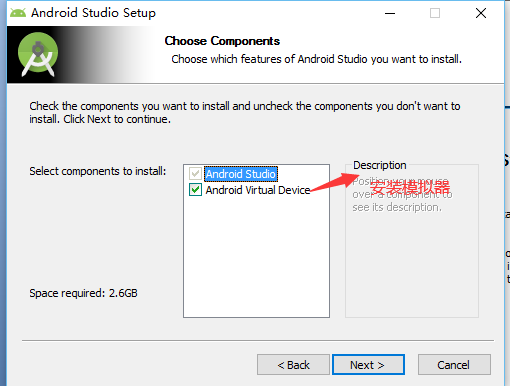 Android Studio Setup
Choose Components
Choose which features of Android Studio you want to install.
Check the components you want to install and uncheck the components you don't want to
install. Click Next to continue.
Select components to install:
Android Studio
Android Virtual Device
Description
Position your mouse
over a component to
see its description.
安装模拟器
Space required: 2.6GB
< Back
Next >
Cancel